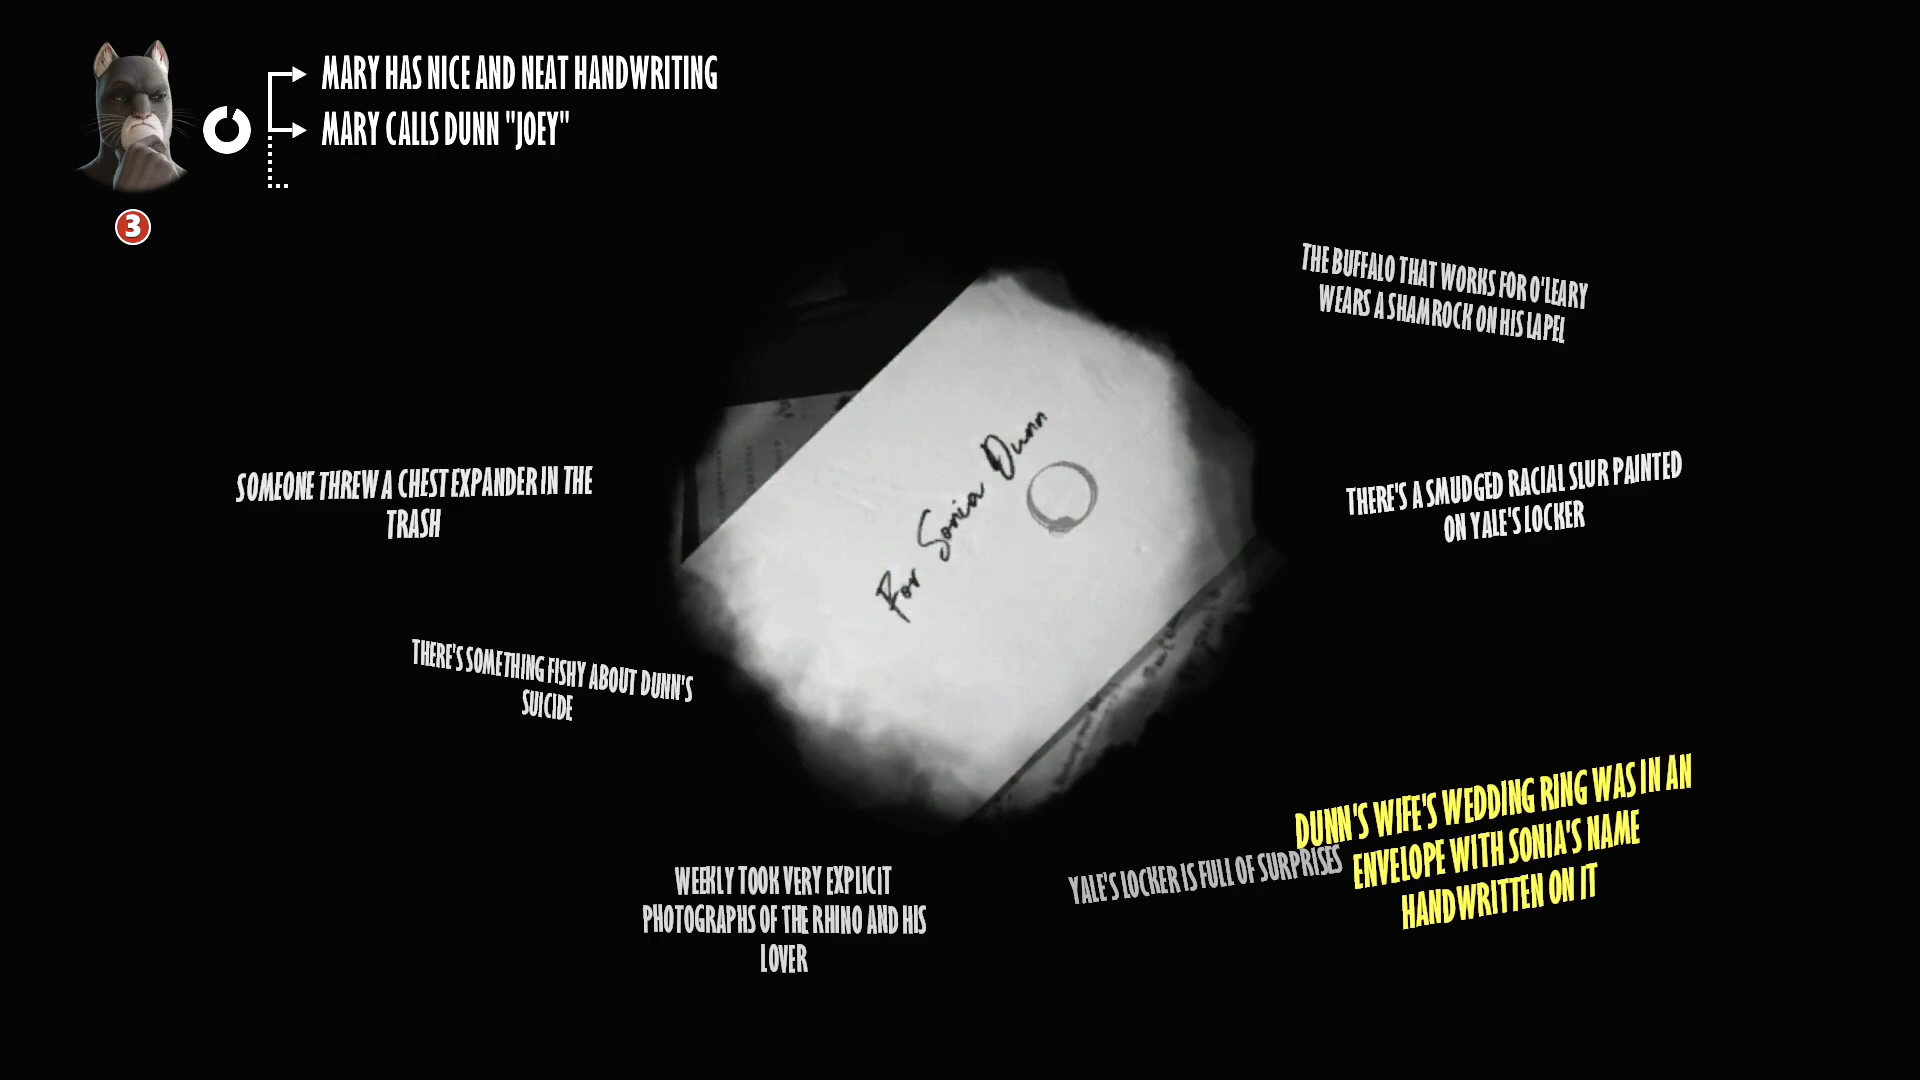 MARY HAS NICE AND NEAT HANDWRITING
MARY CALLS DUNN "JOEY"
3
THE BUFFALO THAT WORKS FOR O'LEARY
WEARS A SHAMROCK ON HIS LAPEL
For Sonia Dunn
SOMEONE THREW A CHEST EXPANDER IN THE
TRASH
THERE'S A SMUDGED RACIAL SLUR PAINTED
ON YALE'S LOCKER
THERE'S SOMETHING FISHY ABOUT DUNN'S
SUICIDE
DUNN'S WIFE'S WEDDING RING WAS IN AN
ENVELOPE WITH SONIA'S NAME
HANDWRITTEN ON IT
YALE'S LOCKER IS FULL OF SURPRISES
WEEKLY TOOK VERY EXPLICIT
PHOTOGRAPHS OF THE RHINO AND HIS
LOVER